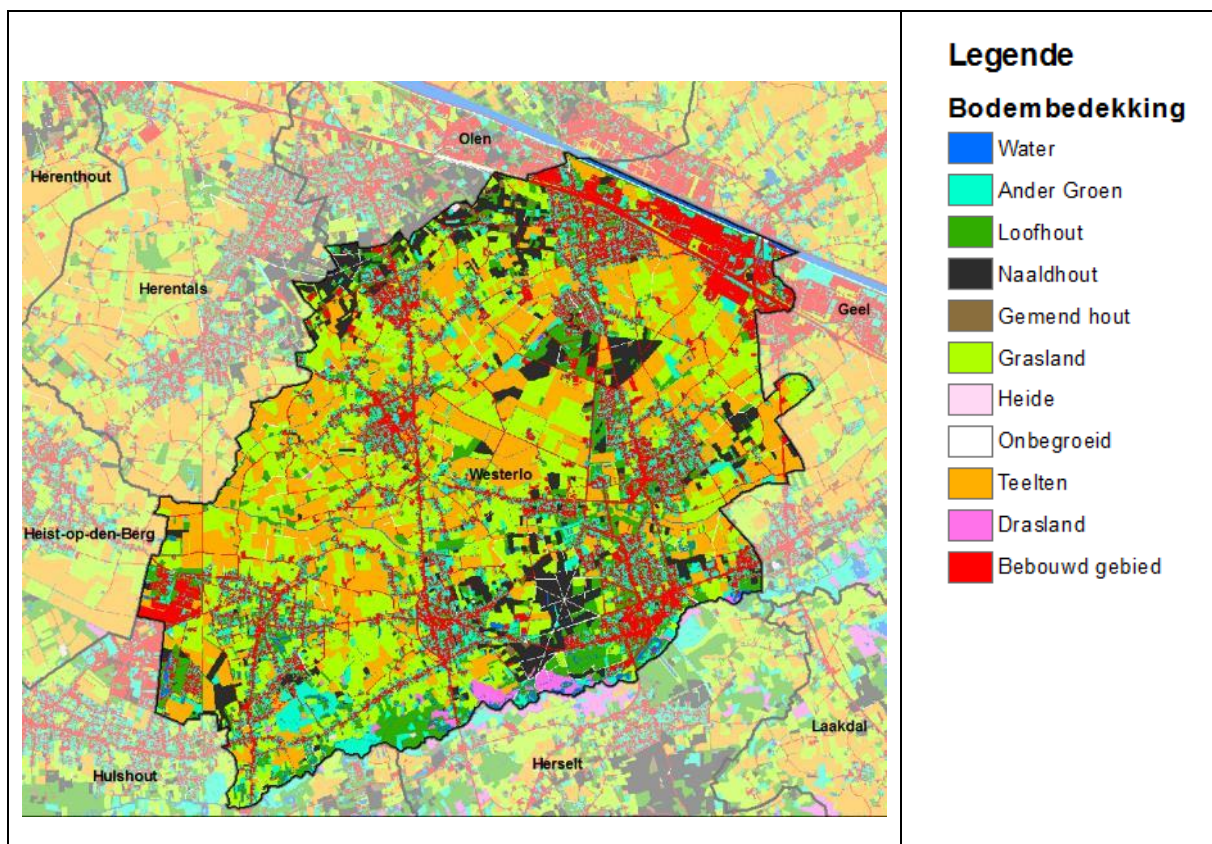 Olen
Herenthout
Herentals
Geel
Westerlo
Heist-op-den-Berg
Laakdal
Herselt
Hulshout
Legende
Bodembedekking
Water
Ander Groen
Loofhout
Naaldhout
Gemend hout
Grasland
Heide
Onbegroeid
Teelten
Drasland
Bebouwd gebied